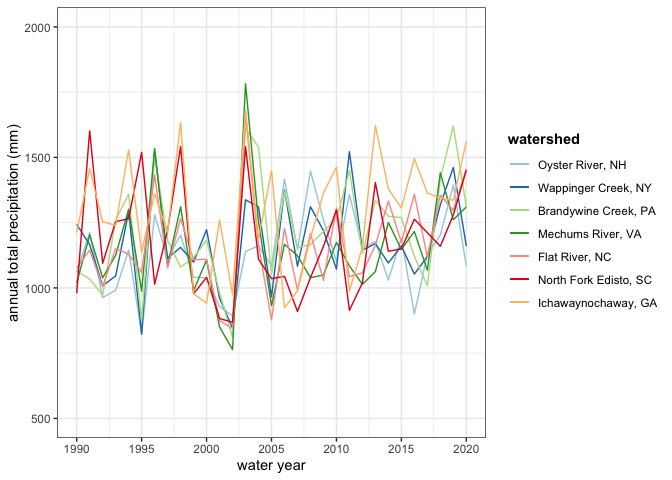 2000
1500
1000
500
annual total precipitation (mm)
1990
1995
2000
2005
2010
2015
2020
water year
watershed
Oyster River, NH
Wappinger Creek, NY
Brandywine Creek, PA
Mechums River, VA
Flat River, NC
North Fork Edisto, SC
Ichawaynochaway, GA